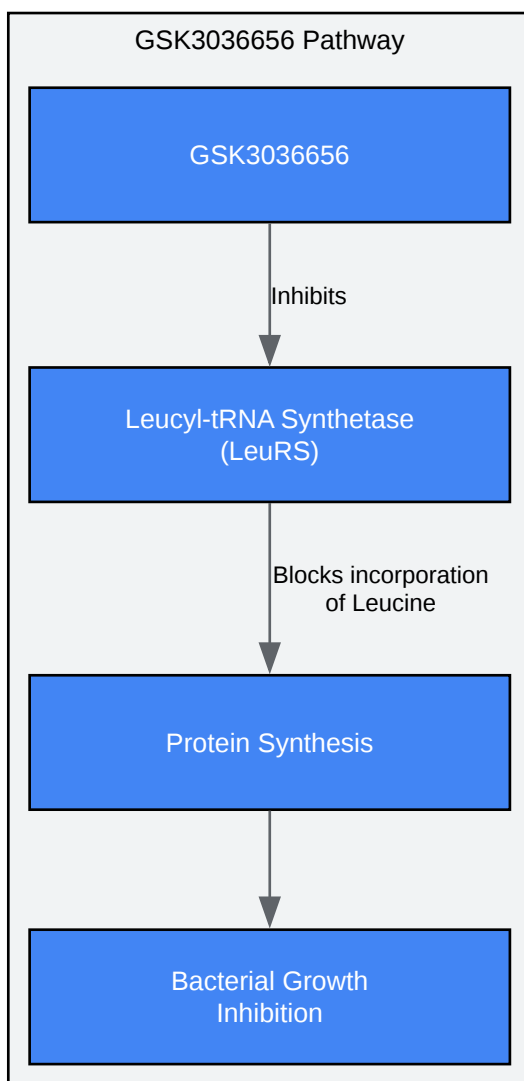 GSK3036656 Pathway
GSK3036656
Inhibits
Leucyl-tRNA Synthetase
(LeuRS)
Blocks incorporation
of Leucine
Protein Synthesis
Bacterial Growth
Inhibition